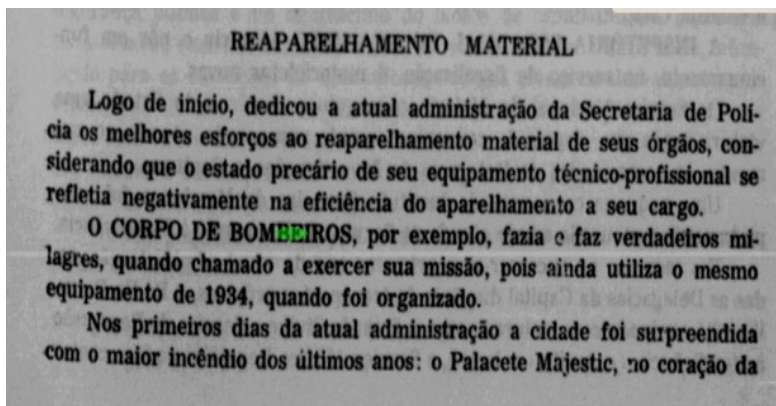 REAPARELHAMENTO MATERIAL
Logo de início, dedicou a atual administração da Secretaria de Polí-
cia os melhores esforços ao reaparelhamento material de seus órgãos, con-
siderando que o estado precário de seu equipamento técnico-profissional se
refletia negativamente na eficiência do aparelhamento a seu cargo.
O CORPO DE BOMBEIROS, por exemplo, fazia e faz verdadeiros mi-
lagres, quando chamado a exercer sua missão, pois ainda utiliza o mesmo
equipamento de 1934, quando foi organizado.
Nos primeiros dias da atual administração a cidade foi surpreendida
com o maior incêndio dos últimos anos: o Palacete Majestic, no coração da